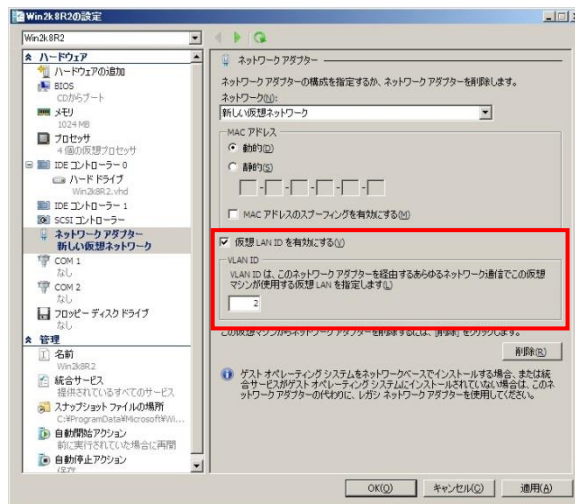 Win2k8R2の設定
Win2k8R2
ハードウェア
ハードウェアの追加
BIOS
CDからブート
メモリ
1024 MB
プロセッサ
4 個の仮想プロセッサ
IDE コントローラー 0
ハード ドライブ
Win2k8R2.vhd
IDE コントローラー 1
SCSI コントローラー
ネットワーク アダプター
新しい仮想ネットワーク
COM 1
なし
COM 2
なし
フロッピー ディスク ドライブ
なし
管理
名前
Win2k8R2
統合サービス
提供されているすべてのサービス
スナップショット ファイルの場所
C:¥ProgramData¥Microsoft¥Wi...
自動開始アクション
前に実行されていた場合に再開
自動停止アクション
保存
ネットワーク アダプター
ネットワーク アダプターの構成を指定するか、ネットワーク アダプターを削除します。
ネットワーク(N):
新しい仮想ネットワーク
MAC アドレス
動的(D)
静的(S)
- - - - -
MAC アドレスのスプーフィングを有効にする(M)
仮想 LAN ID を有効にする(V)
VLAN ID
VLAN ID は、このネットワーク アダプターを経由するあらゆるネットワーク通信でこの仮想
マシンが使用する仮想 LAN を指定します(L)
2
この仮想マシンからネットワーク アダプターを削除するには、[削除] をクリックします。
削除(R)
ゲスト オペレーティング システムをネットワークベースでインストールする場合、または統
合サービスがゲスト オペレーティング システムにインストールされていない場合は、このネ
ットワーク アダプターの代わりに、レガシ ネットワーク アダプターを使用してください。
OK(O)
キャンセル(C)
適用(A)